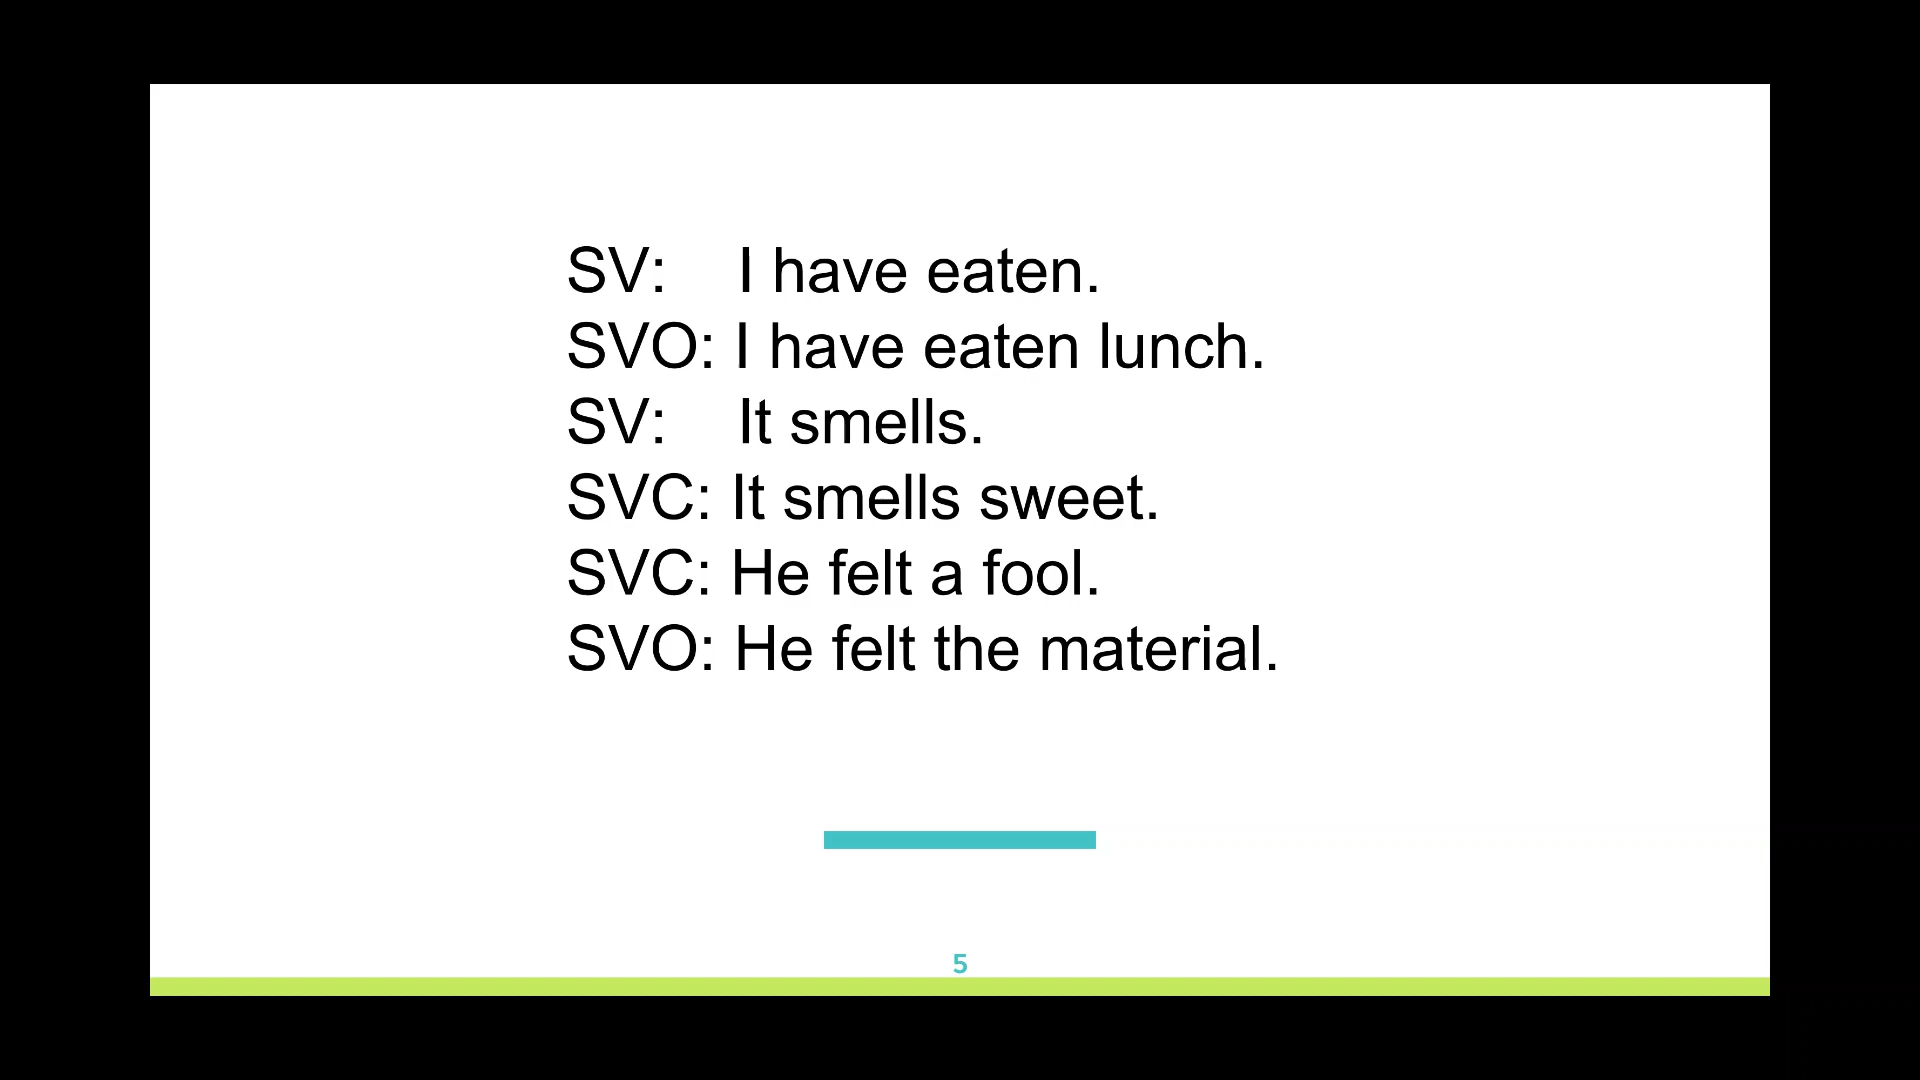 SV: I have eaten.
SVO: I have eaten lunch.
SV: It smells.
SVC: It smells sweet.
SVC: He felt a fool.
SVO: He felt the material.
5